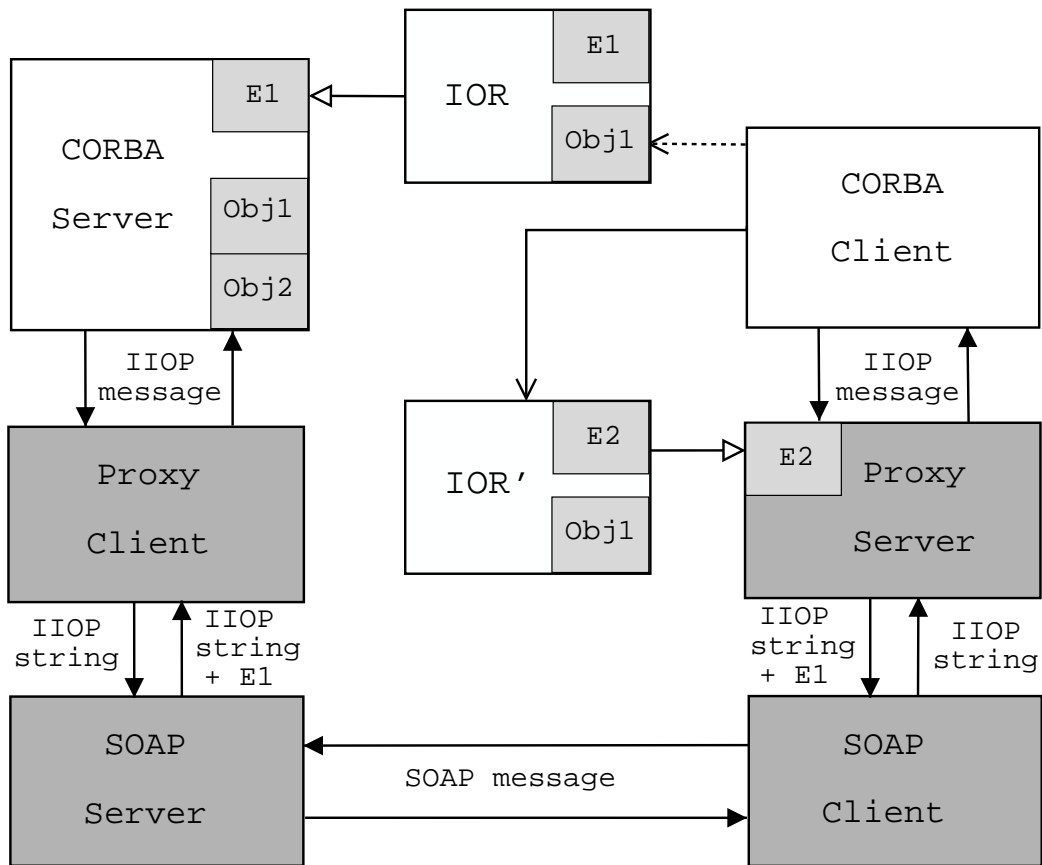 E1
IOR
Obj1
E1
CORBA
Server
Obj1
Obj2
CORBA
Client
IIOP
message
IIOP
message
IOR'
E2
Obj1
E2
Proxy
Server
Proxy
Client
IIOP
string
IIOP
string
+ E1
IIOP
string
+ E1
IIOP
string
SOAP
Server
SOAP message
SOAP
Client